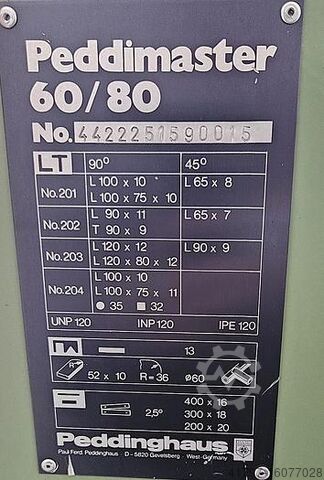 Peddimaster
60/80
No. 4422251590015
LT 90° 45°
No.201 L 100 x 10 L 65 x 8
L 100 x 75 x 10
No.202 L 90 x 11 L 65 x 7
T 90 x 9
No.203 L 120 x 12 L 90 x 9
L 120 x 80 x 12
No.204 L 100 x 10
L 100 x 75 x 11
35 32
UNP 120 INP 120 IPE 120
13
R 52 x 10 R=36 ø60
2,5° 400 x 16
300 x 18
200 x 20
Peddinghaus
Paul Ferd. Peddinghaus D-5820 Gevelsberg West-Germany
6077028